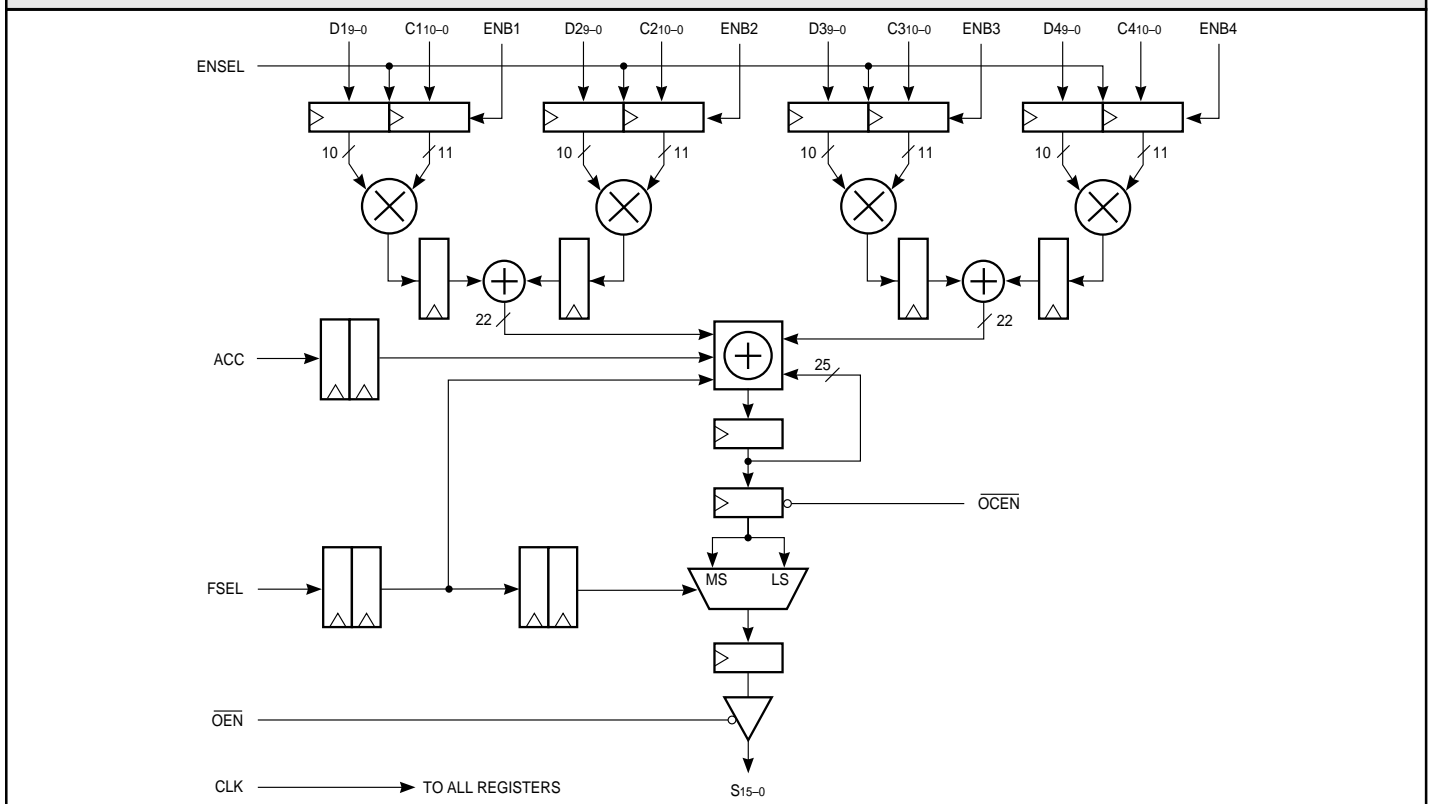 D19–0 C110–0 ENB1 D29–0 C210–0 ENB2 D39–0 C310–0 ENB3 D49–0 C410–0 ENB4
ENSEL
10 11 10 11 10 11 10 11
22 22
ACC
25
OCEN
FSEL
MS LS
OEN
CLK TO ALL REGISTERS
S15–0